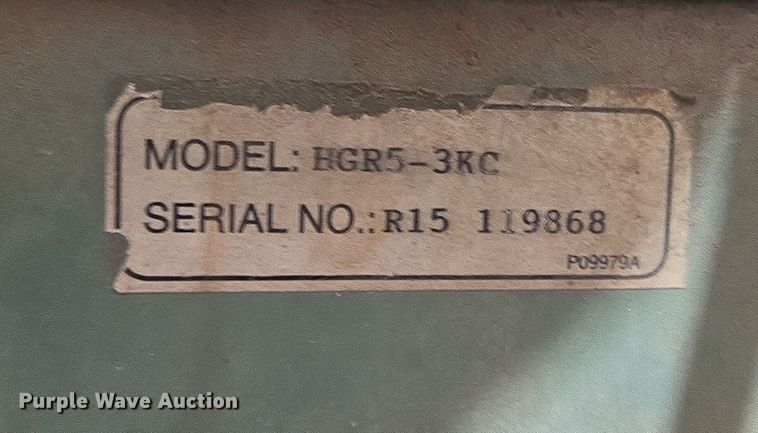 MODEL: HGR5-3KC
SERIAL NO.: R15 119868
P09979A
Purple Wave Auction